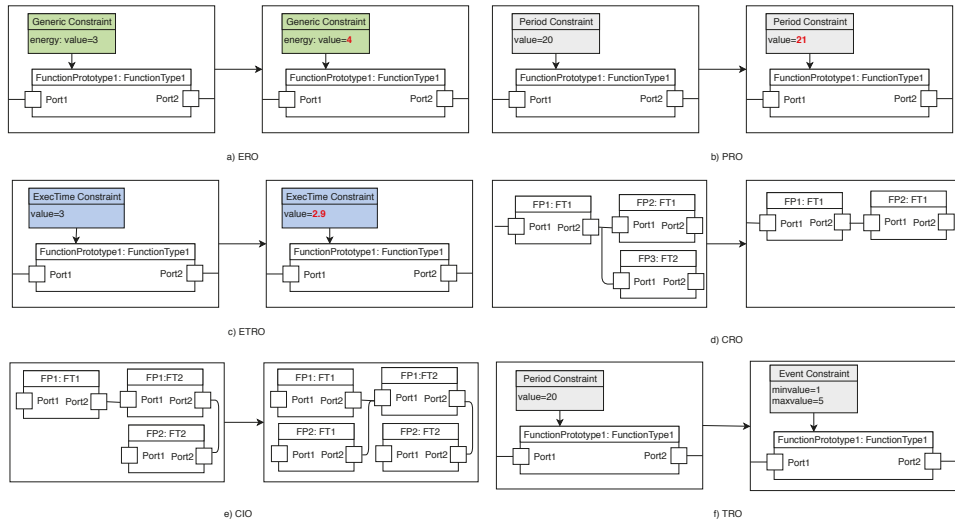 Generic Constraint
energy: value=3
FunctionPrototype1: FunctionType1
Port1
Port2
Generic Constraint
energy: value=4
FunctionPrototype1: FunctionType1
Port1
Port2
a) ERO
Period Constraint
value=20
FunctionPrototype1: FunctionType1
Port1
Port2
Period Constraint
value=21
FunctionPrototype1: FunctionType1
Port1
Port2
b) PRO
ExecTime Constraint
value=3
FunctionPrototype1: FunctionType1
Port1
Port2
ExecTime Constraint
value=2.9
FunctionPrototype1: FunctionType1
Port1
Port2
c) ETRO
FP1: FT1
Port1 Port2
FP2: FT1
Port1 Port2
FP3: FT2
Port1 Port2
FP1: FT1
Port1 Port2
FP2: FT1
Port1 Port2
d) CRO
FP1: FT1
Port1 Port2
FP1:FT2
Port1 Port2
FP2: FT2
Port1 Port2
FP1: FT1
Port1 Port2
FP1:FT2
Port1 Port2
FP2: FT1
Port1 Port2
FP2: FT2
Port1 Port2
e) CIO
Period Constraint
value=20
FunctionPrototype1: FunctionType1
Port1
Port2
Event Constraint
minvalue=1
maxvalue=5
FunctionPrototype1: FunctionType1
Port1
Port2
f) TRO